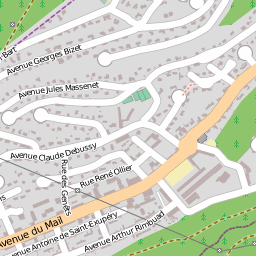 Bart
Avenue Georges Bizet
Avenue Jules Massenet
Avenue Claude Debussy
Rue des Genêts
Rue René Ollier
Avenue du Mail
Avenue Antoine de Saint-Exupéry
Avenue Arthur Rimbaud